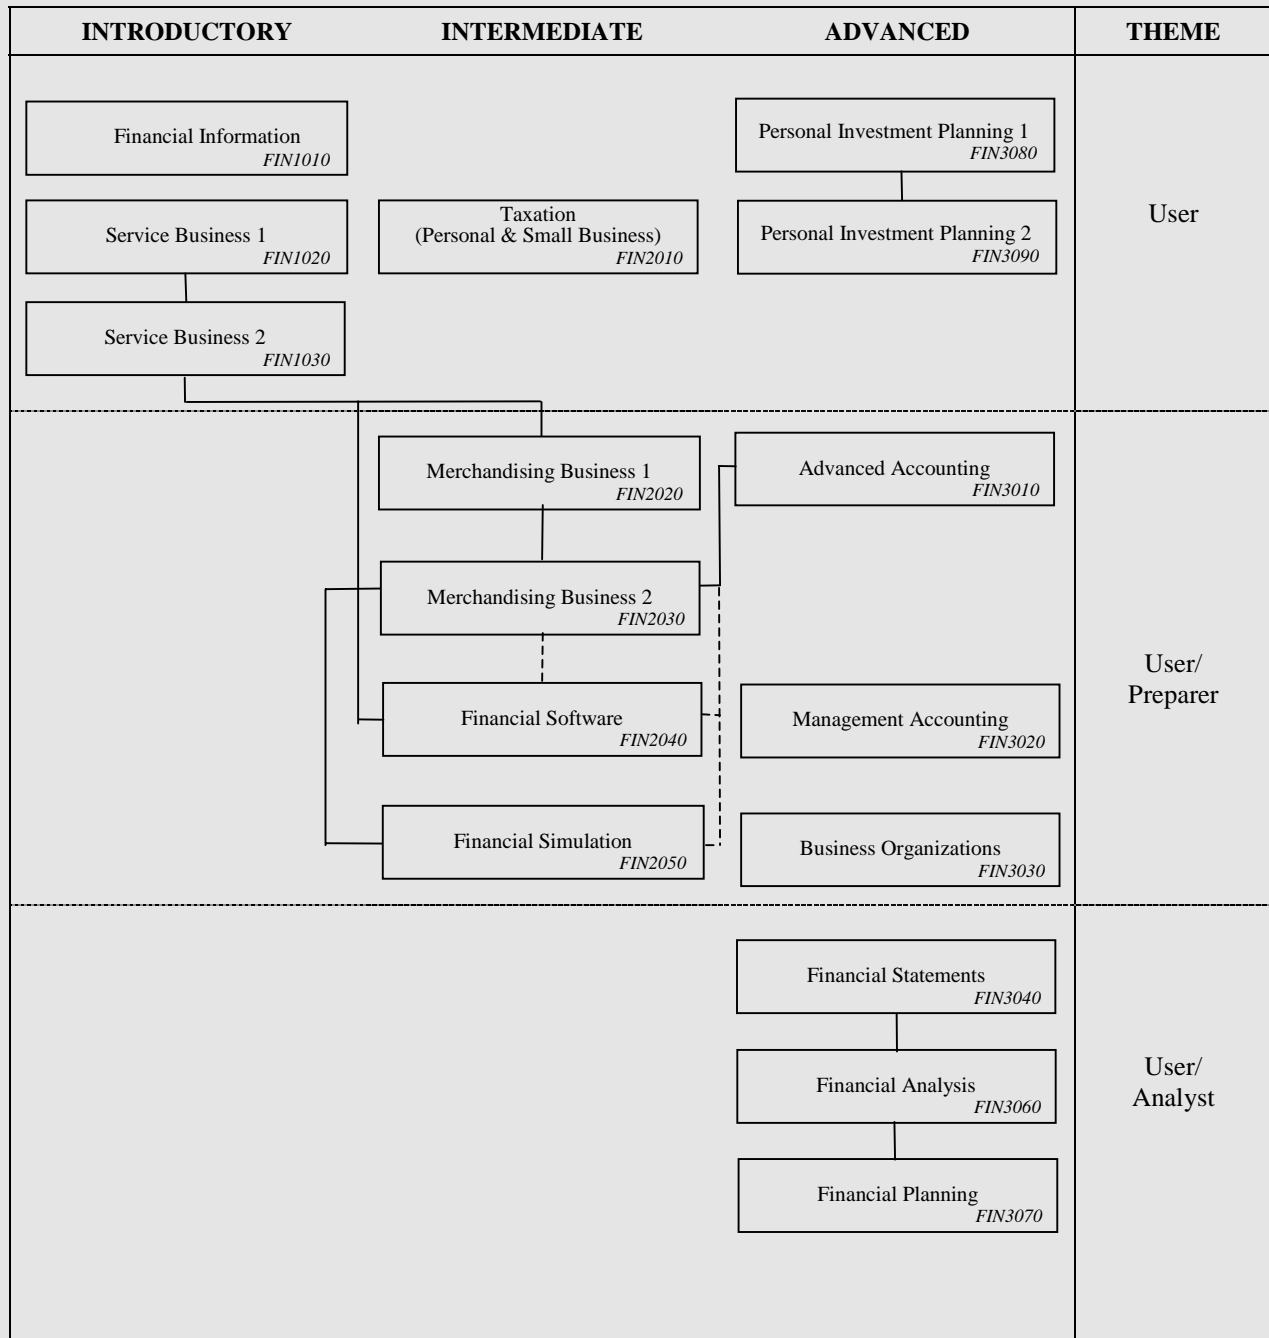 INTRODUCTORY INTERMEDIATE ADVANCED THEME
Financial Information
FIN1010
Personal Investment Planning 1
FIN3080
Service Business 1
FIN1020
Taxation
(Personal & Small Business)
FIN2010
Personal Investment Planning 2
FIN3090
User
Service Business 2
FIN1030
Merchandising Business 1
FIN2020
Advanced Accounting
FIN3010
Merchandising Business 2
FIN2030
User/
Preparer
Financial Software
FIN2040
Management Accounting
FIN3020
Financial Simulation
FIN2050
Business Organizations
FIN3030
Financial Statements
FIN3040
Financial Analysis
FIN3060
User/
Analyst
Financial Planning
FIN3070